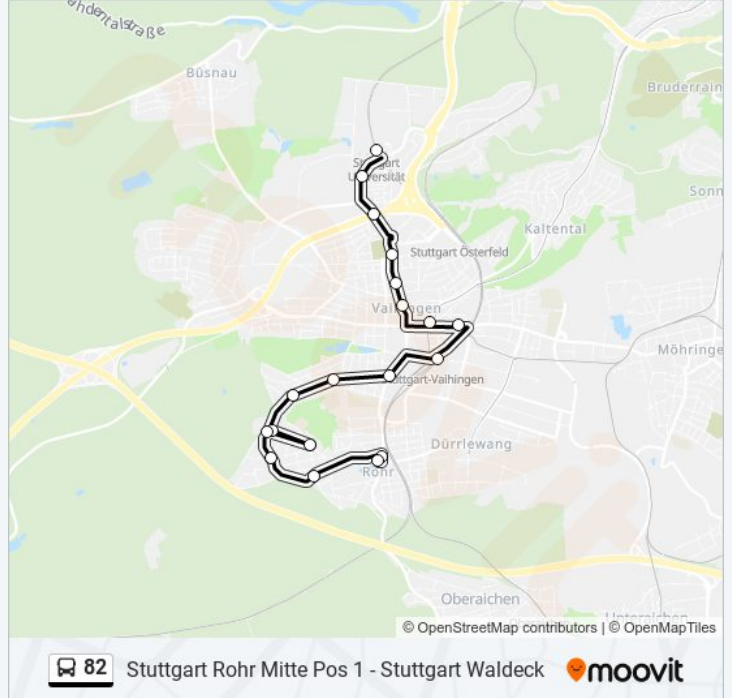 Büsnau
Bruderrain
Stuttgart
Universität
Sonn
Kaltental
Stuttgart Österfeld
Vaihingen
Möhringe
Stuttgart-Vaihingen
Dürrlewang
Rohr
Oberaichen
© OpenStreetMap contributors | © OpenMapTiles
82 Stuttgart Rohr Mitte Pos 1 - Stuttgart Waldeck moovit